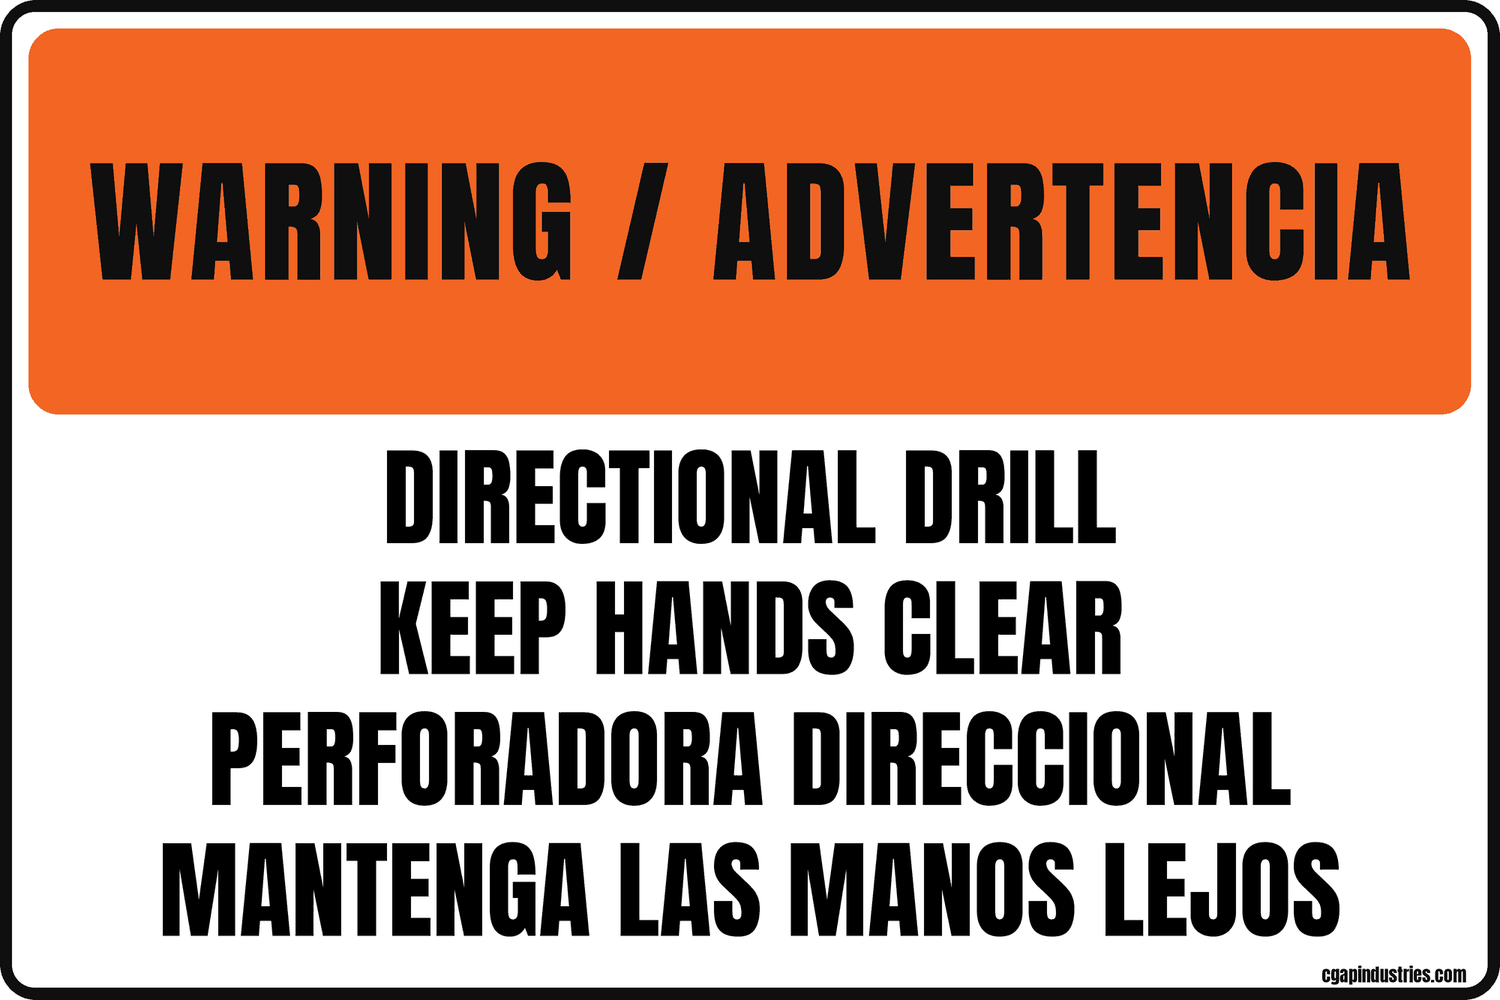 WARNING / ADVERTENCIA
DIRECTIONAL DRILL
KEEP HANDS CLEAR
PERFORADORA DIRECCIONAL
MANTENGA LAS MANOS LEJOS
cgapindustries.com